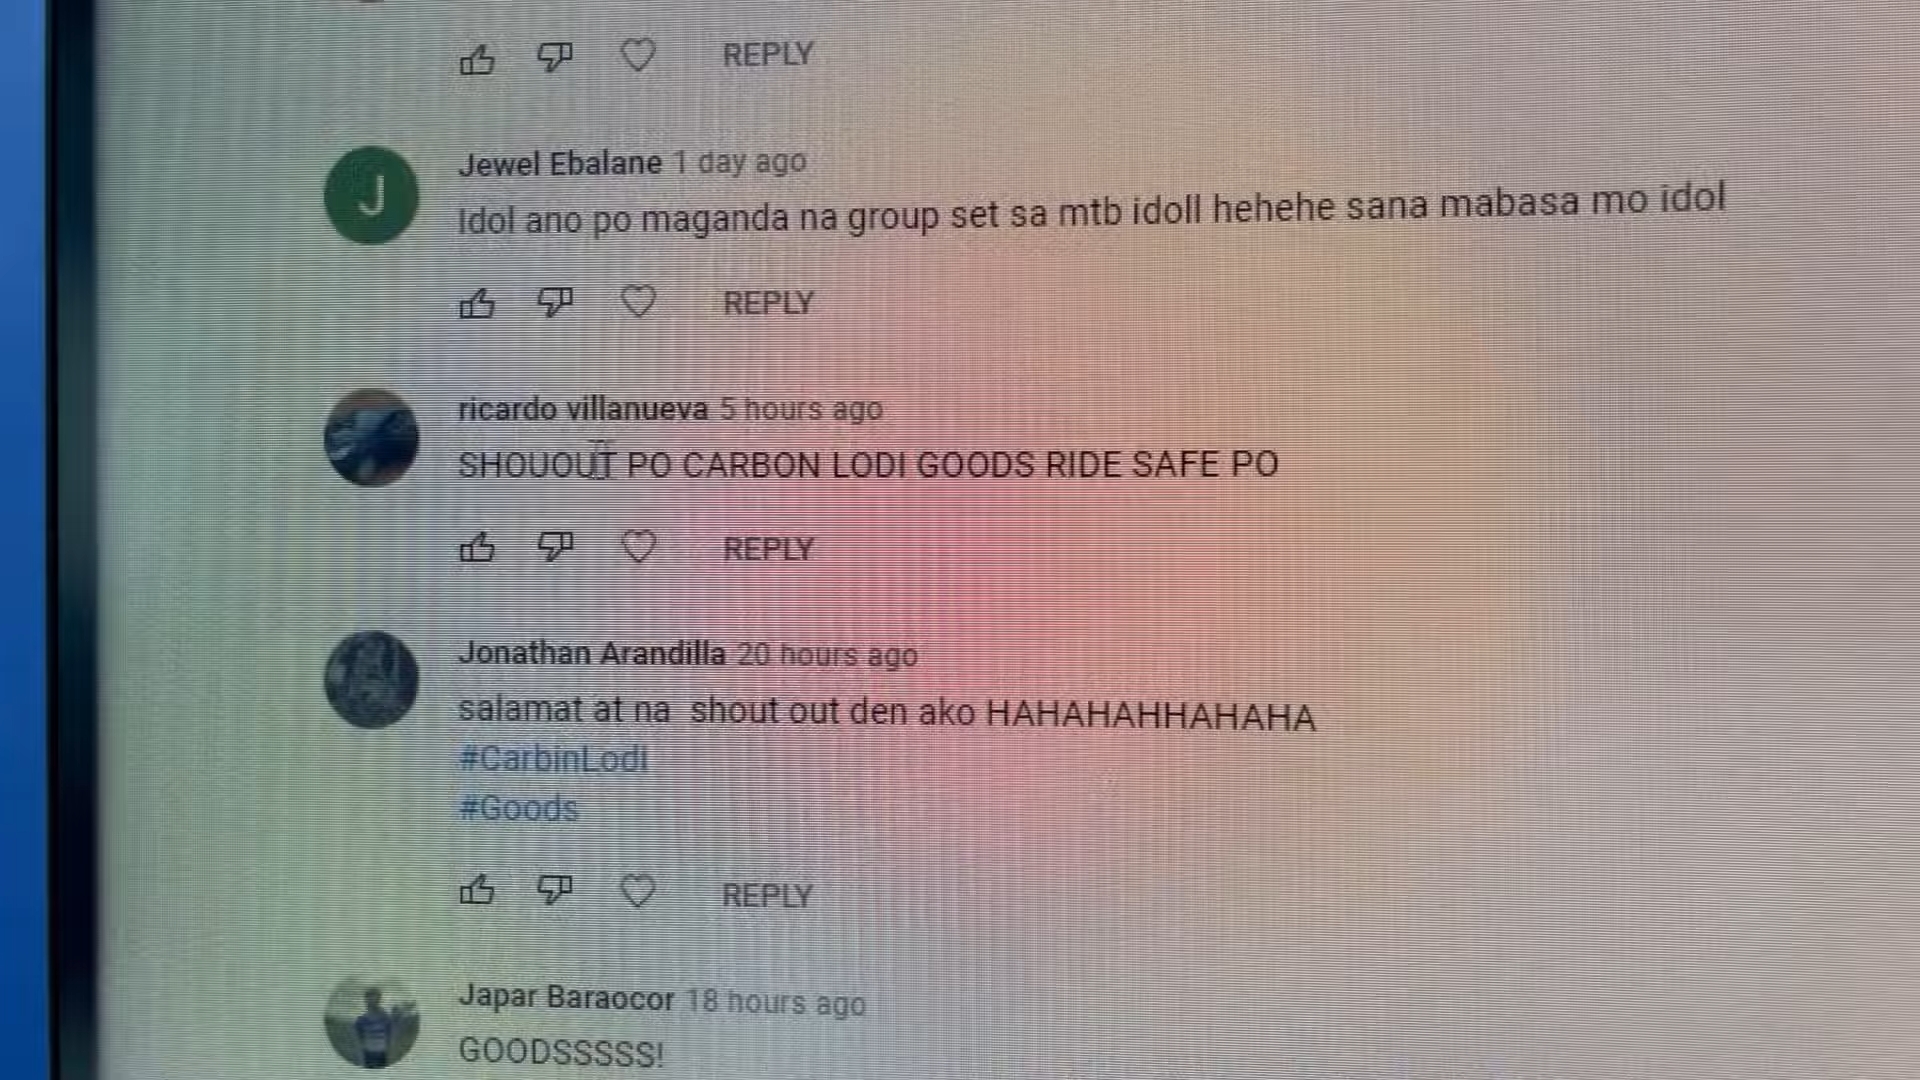 REPLY
Jewel Ebalane 1 day ago
Idol ano po maganda na group set sa mtb idoll hehehe sana mabasa mo idol
REPLY
ricardo villanueva 5 hours ago
SHOUOUT PO CARBON LODI GOODS RIDE SAFE PO
REPLY
Jonathan Arandilla 20 hours ago
salamat at na shout out den ako HAHAHAHHAHAHA
#CarbinLodi
#Goods
REPLY
Japar Baraocor 18 hours ago
GOODSSSSS!